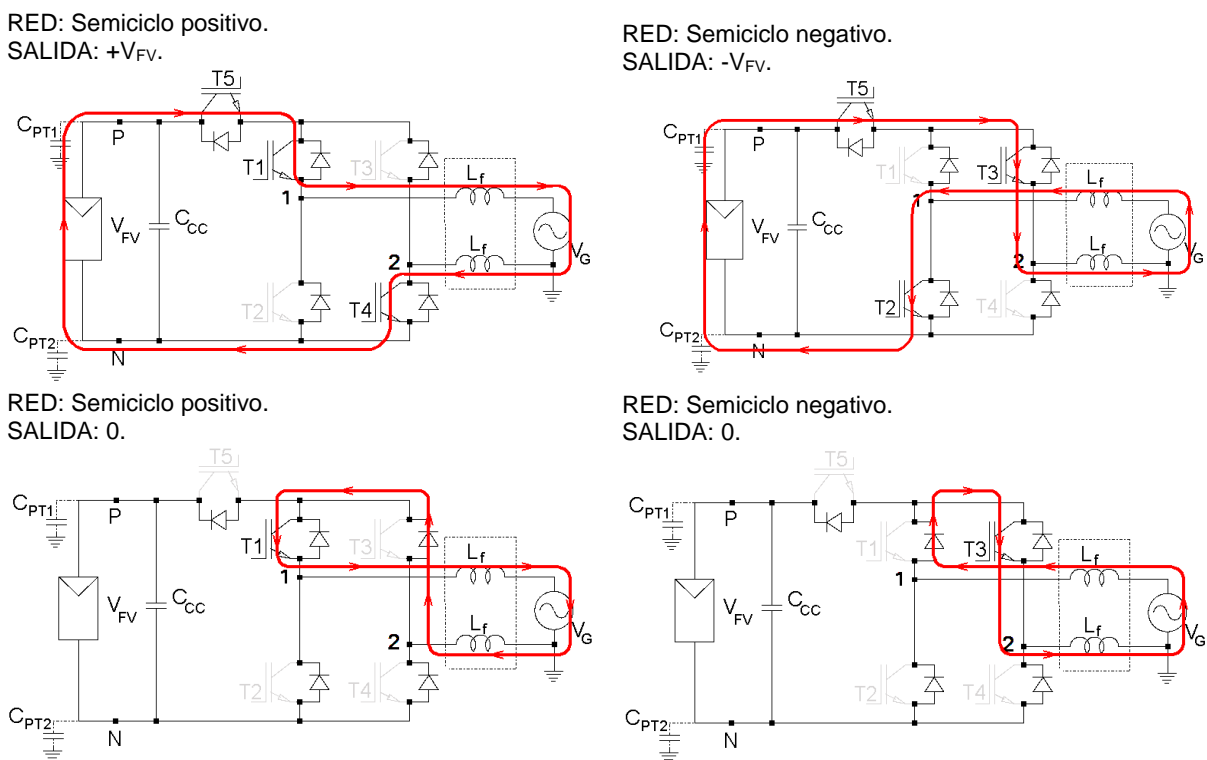 RED: Semiciclo positivo.
SALIDA: +VFV.
T5
CPT1
P
T1
T3
Lf
1
VFV
CCC
VG
Lf
2
T2
T4
CPT2
N
RED: Semiciclo negativo.
SALIDA: -VFV.
T5
CPT1
P
T1
T3
Lf
1
VFV
CCC
VG
Lf
2
T2
T4
CPT2
N
RED: Semiciclo positivo.
SALIDA: 0.
T5
CPT1
P
T1
T3
Lf
1
VFV
CCC
VG
Lf
2
T2
T4
CPT2
N
RED: Semiciclo negativo.
SALIDA: 0.
T5
CPT1
P
T1
T3
Lf
1
VFV
CCC
VG
Lf
2
T2
T4
CPT2
N